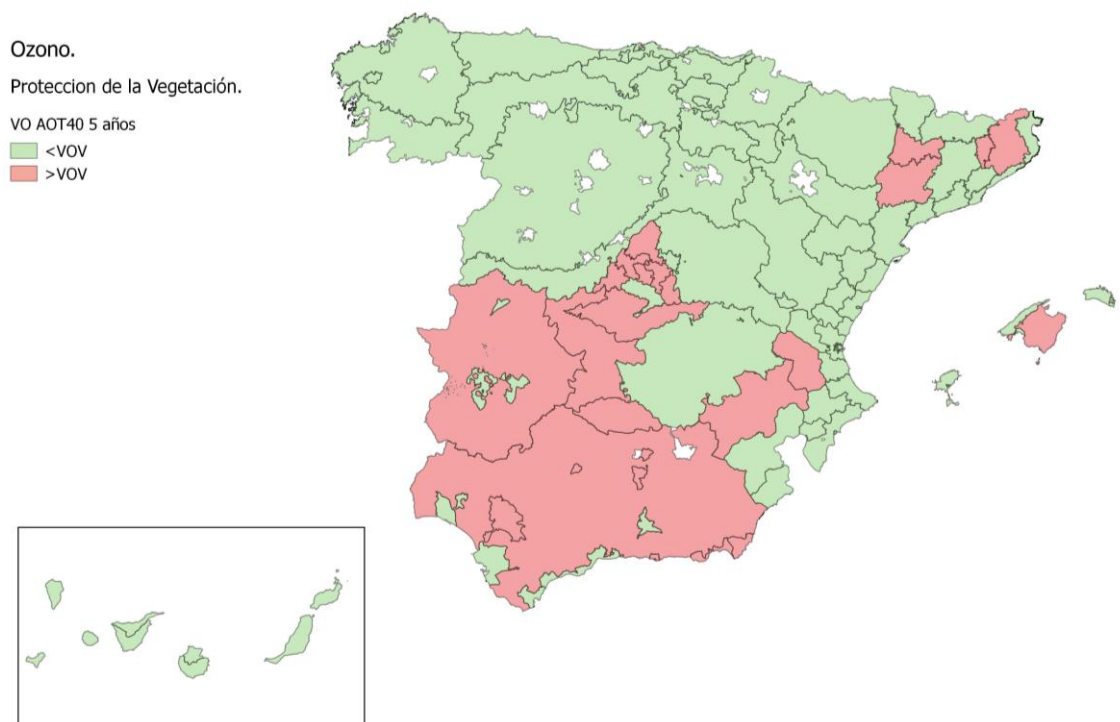 Ozono.
Proteccion de la Vegetación.
VO AOT40 5 años
<VOV
>VOV